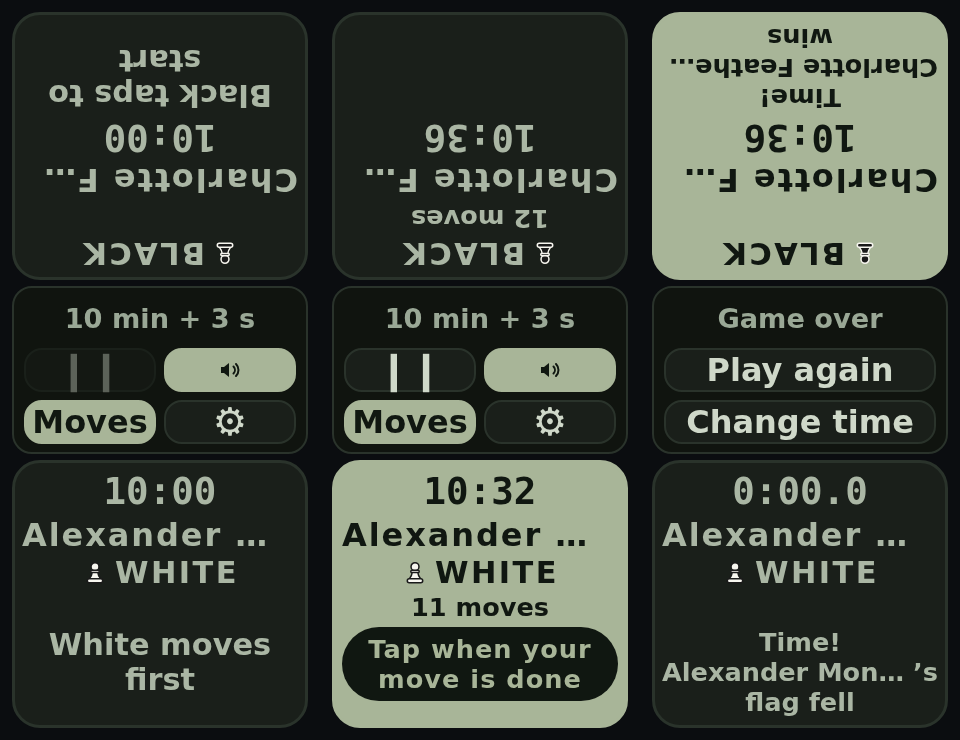 BLACK
Charlotte F…
10:00
Black taps to
start
10 min + 3 s
Moves
10:00
Alexander …
WHITE
White moves
first
BLACK
12 moves
Charlotte F…
10:36
10 min + 3 s
Moves
10:32
Alexander …
WHITE
11 moves
Tap when your
move is done
BLACK
Charlotte F…
10:36
Time!
Charlotte Feathe…
wins
Game over
Play again
Change time
0:00.0
Alexander …
WHITE
Time!
Alexander Mon… ’s
flag fell